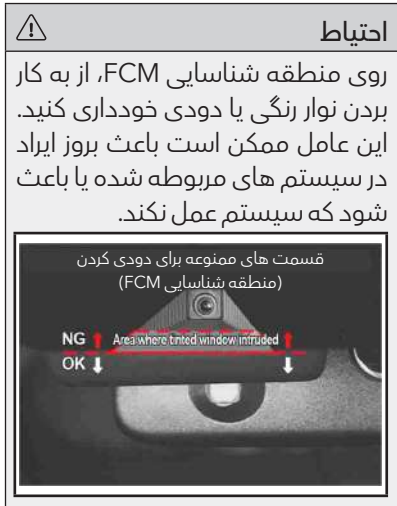 احتیاط
روی منطقه شناسایی FCM، از به کار
بردن نوار رنگی یا دودی خودداری کنید.
این عامل ممکن است باعث بروز ایراد
در سیستم های مربوطه شده یا باعث
شود که سیستم عمل نکند.
قسمت های ممنوعه برای دودی کردن
(منطقه شناسایی FCM)
NG Area where tinted window intruded
OK